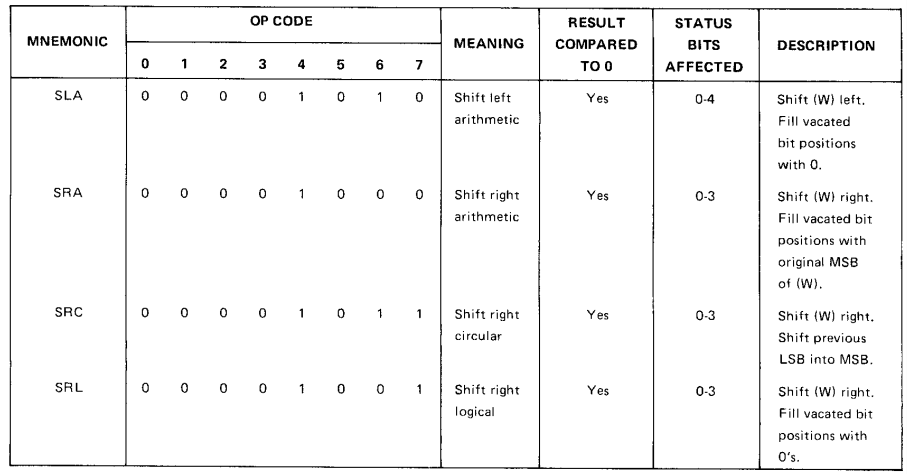 MNEMONIC OP CODE MEANING RESULT COMPARED TO 0 STATUS BITS AFFECTED DESCRIPTION
0 1 2 3 4 5 6 7
SLA 0 0 0 0 1 0 1 0 Shift left Yes 0-4 Shift (W) left.
arithmetic Fill vacated
bit positions
with 0.
SRA 0 0 0 0 1 0 0 0 Shift right Yes 0-3 Shift (W) right.
arithmetic Fill vacated bit
positions with
original MSB
of (W).
SRC 0 0 0 0 1 0 1 1 Shift right Yes 0-3 Shift (W) right.
circular Shift previous
LSB into MSB.
SRL 0 0 0 0 1 0 0 1 Shift right Yes 0-3 Shift (W) right.
logical Fill vacated bit
positions with
0's.